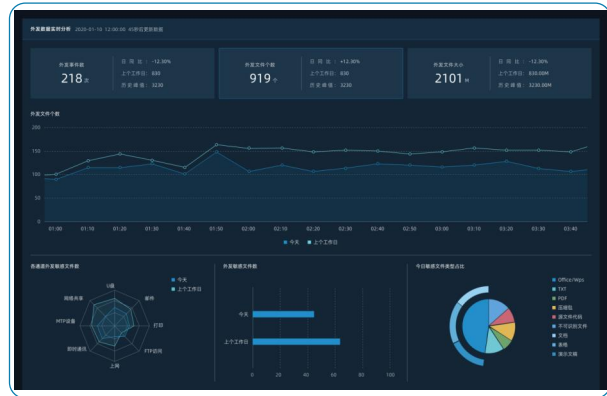 外发数据实时分析 2020-01-10 12:00:00 45秒后更新数据
外发事件数
218 次
日 同 比: -12.30%
上个工作日: 830
历史峰值: 3230
外发文件个数
919 个
日 同 比: +12.30%
上个工作日: 830
历史峰值: 3230
外发文件大小
2101 M
日 同 比: -12.30%
上个工作日: 830.00M
历史峰值: 3230.00M
外发文件个数
200
150
100
50
0
01:00 01:10 01:20 01:30 01:40 01:50 02:00 02:10 02:20 02:30 02:40 02:50 03:00 03:10 03:20 03:30 03:40
今天 上个工作日
各通道外发敏感文件数
今天
上个工作日
U盘
邮件
打印
FTP访问
上网
即时通讯
MTP设备
网络共享
外发敏感文件数
今天
上个工作日
0 20 40 60 80 100
今日敏感文件类型占比
Office/Wps
TXT
PDF
压缩包
源文件代码
不可识别文件
文档
表格
演示文稿